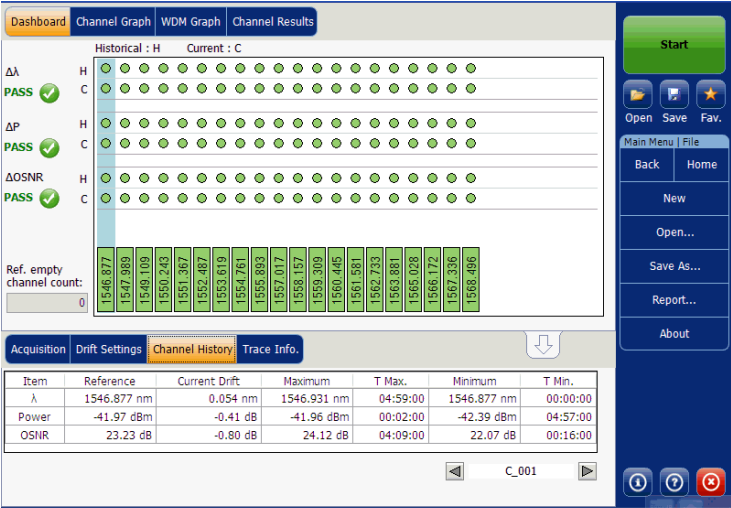 Dashboard Channel Graph WDM Graph Channel Results
Historical : H Current : C
Δλ H
PASS C
ΔP H
PASS C
ΔOSNR H
PASS C
Ref. empty
channel count:
0
1546.877 1547.989 1549.109 1550.243 1551.367 1552.487 1553.619 1554.761 1555.893 1557.017 1558.157 1559.309 1560.445 1561.581 1562.733 1563.881 1565.028 1566.172 1567.336 1568.496
Acquisition Drift Settings Channel History Trace Info.
Item Reference Current Drift Maximum T Max. Minimum T Min.
λ 1546.877 nm 0.054 nm 1546.931 nm 04:59:00 1546.877 nm 00:00:00
Power -41.97 dBm -0.41 dB -41.96 dBm 00:02:00 -42.39 dBm 04:57:00
OSNR 23.23 dB -0.80 dB 24.12 dB 04:09:00 22.07 dB 00:16:00
C_001
Start
Open Save Fav.
Main Menu | File
Back Home
New
Open...
Save As...
Report...
About